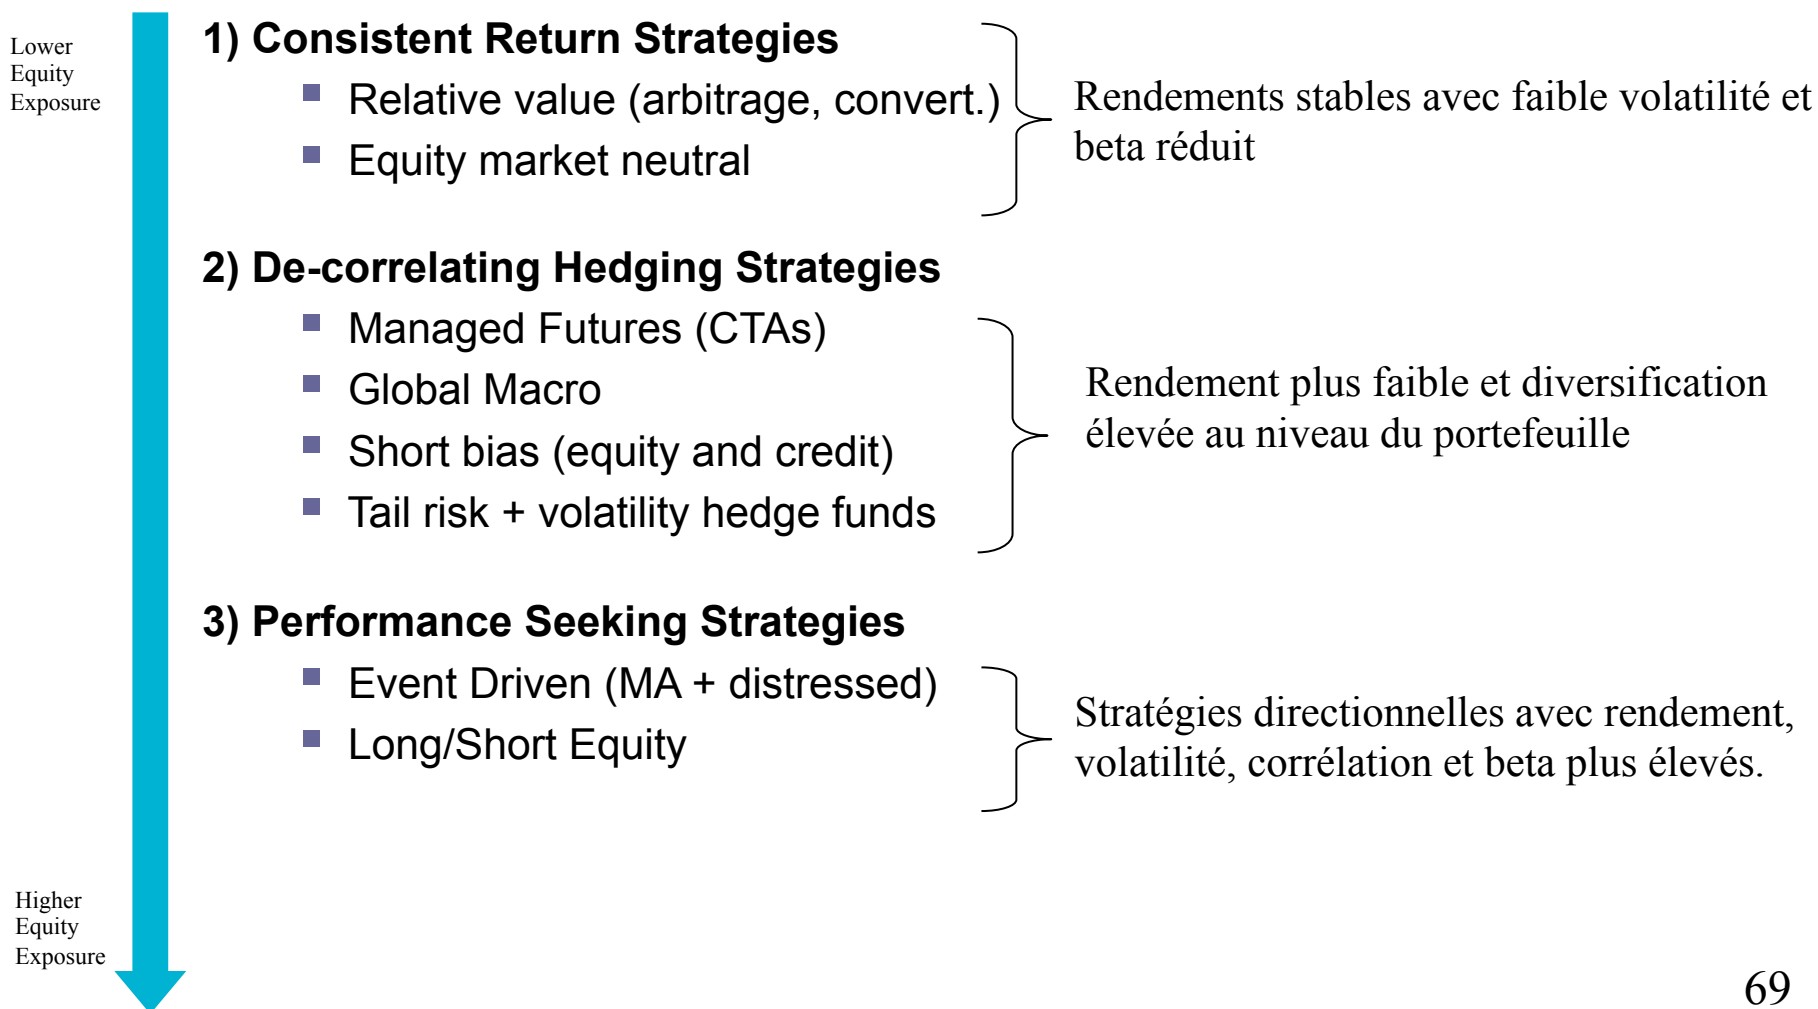 Lower
Equity
Exposure
1) Consistent Return Strategies
Relative value (arbitrage, convert.)
Equity market neutral
Rendements stables avec faible volatilité et
beta réduit
2) De-correlating Hedging Strategies
Managed Futures (CTAs)
Global Macro
Short bias (equity and credit)
Tail risk + volatility hedge funds
Rendement plus faible et diversification
élevée au niveau du portefeuille
3) Performance Seeking Strategies
Event Driven (MA + distressed)
Long/Short Equity
Stratégies directionnelles avec rendement,
volatilité, corrélation et beta plus élevés.
Higher
Equity
Exposure
69